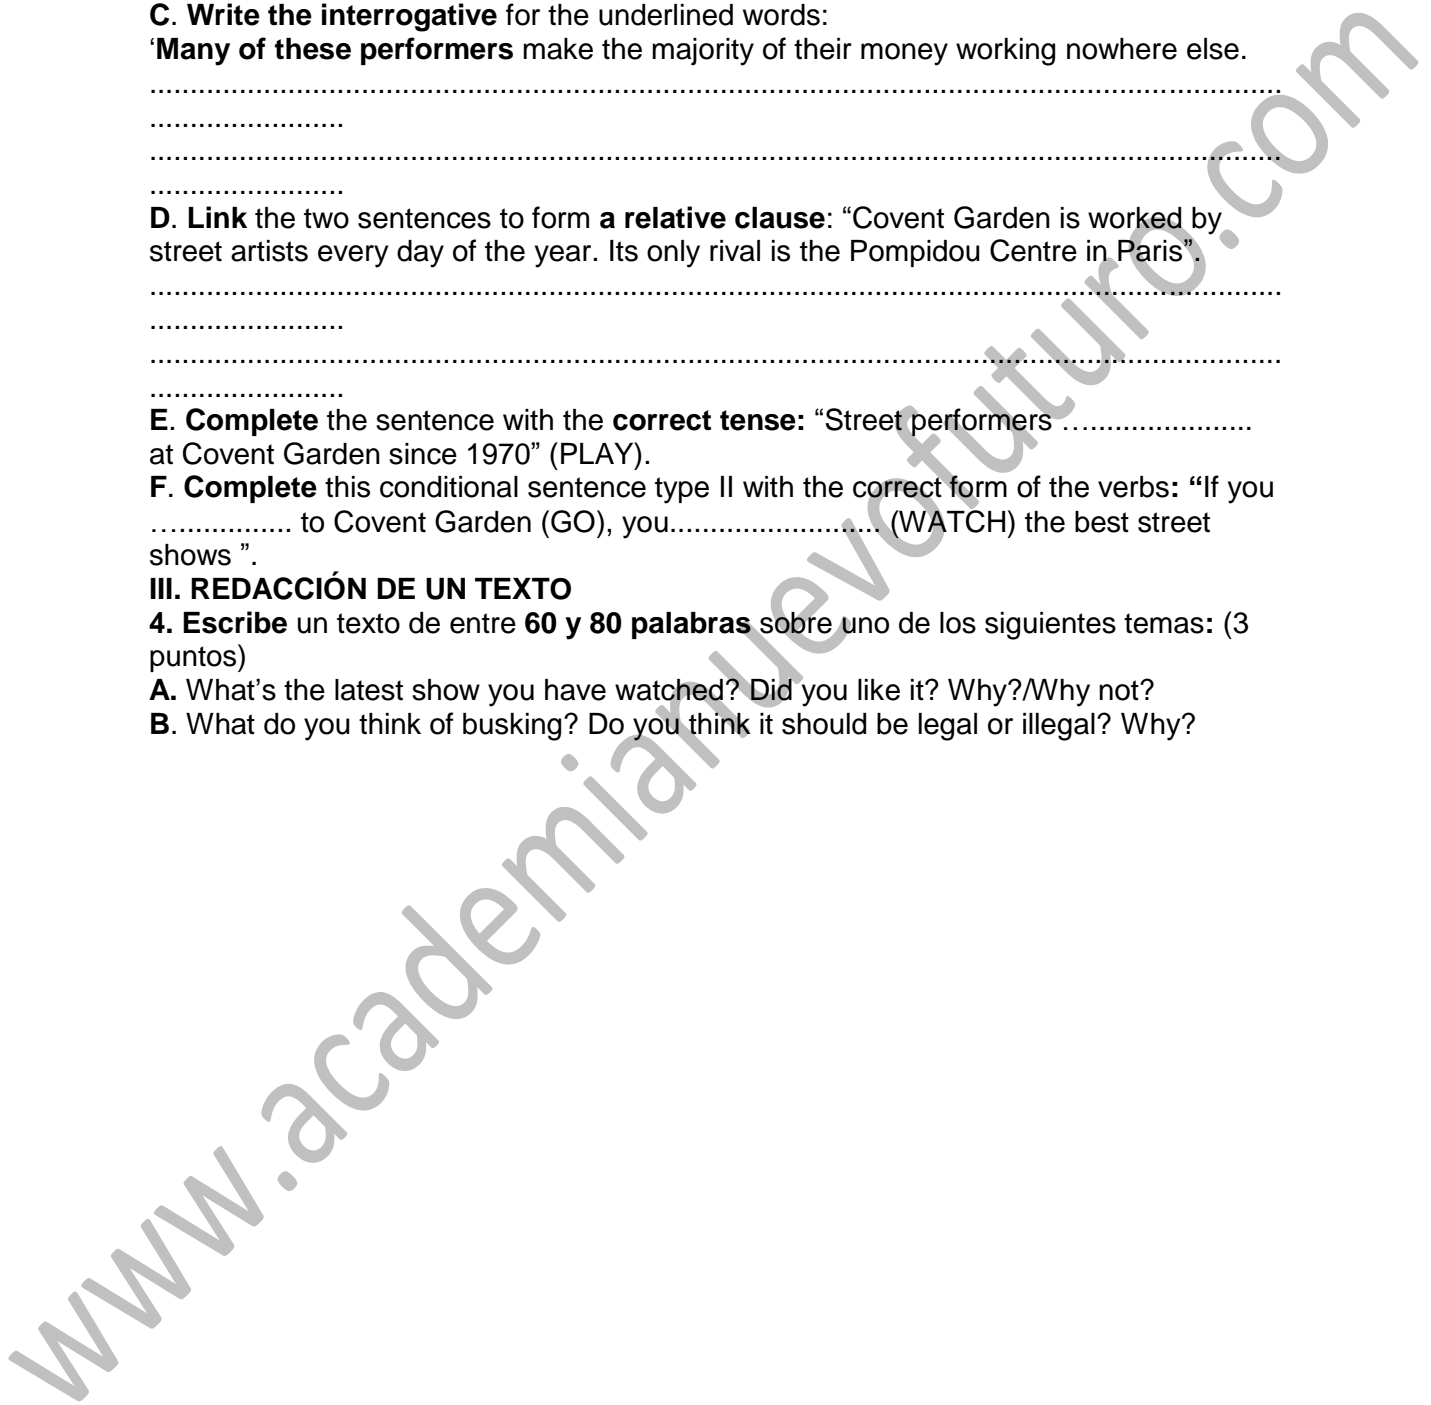 C. Write the interrogative for the underlined words:
‘Many of these performers make the majority of their money working nowhere else.
...........................................................................................................................................
........................
...........................................................................................................................................
........................
D. Link the two sentences to form a relative clause: “Covent Garden is worked by
street artists every day of the year. Its only rival is the Pompidou Centre in Paris”.
...........................................................................................................................................
........................
...........................................................................................................................................
........................
E. Complete the sentence with the correct tense: “Street performers …....................
at Covent Garden since 1970” (PLAY).
F. Complete this conditional sentence type II with the correct form of the verbs: “If you
….............. to Covent Garden (GO), you.......................... (WATCH) the best street
shows ”.
III. REDACCIÓN DE UN TEXTO
4. Escribe un texto de entre 60 y 80 palabras sobre uno de los siguientes temas: (3
puntos)
A. What’s the latest show you have watched? Did you like it? Why?/Why not?
B. What do you think of busking? Do you think it should be legal or illegal? Why?
www.academianuevofuturo.com